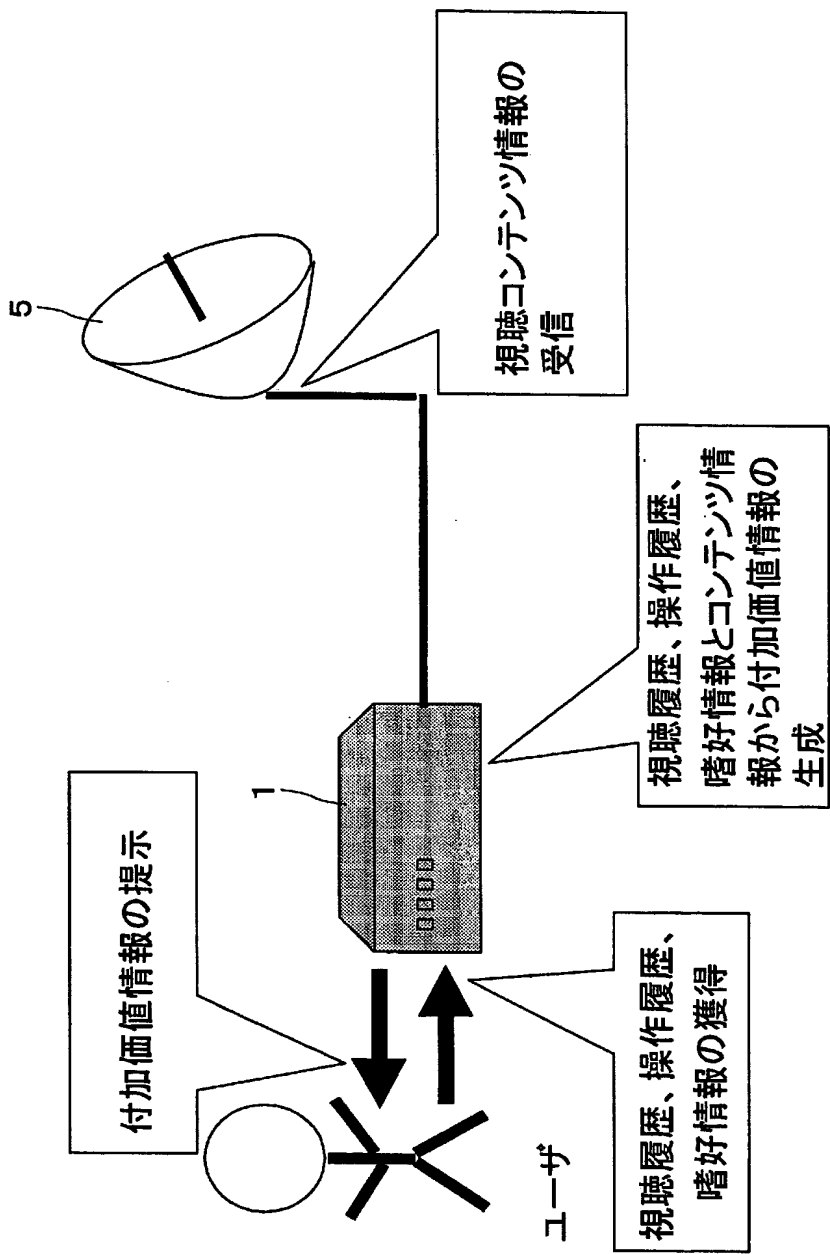 付加価値情報の提示
ユーザ
視聴履歴、操作履歴、
嗜好情報の獲得
1
視聴履歴、操作履歴、
嗜好情報とコンテンツ情
報から付加価値情報の
生成
5
視聴コンテンツ情報の
受信